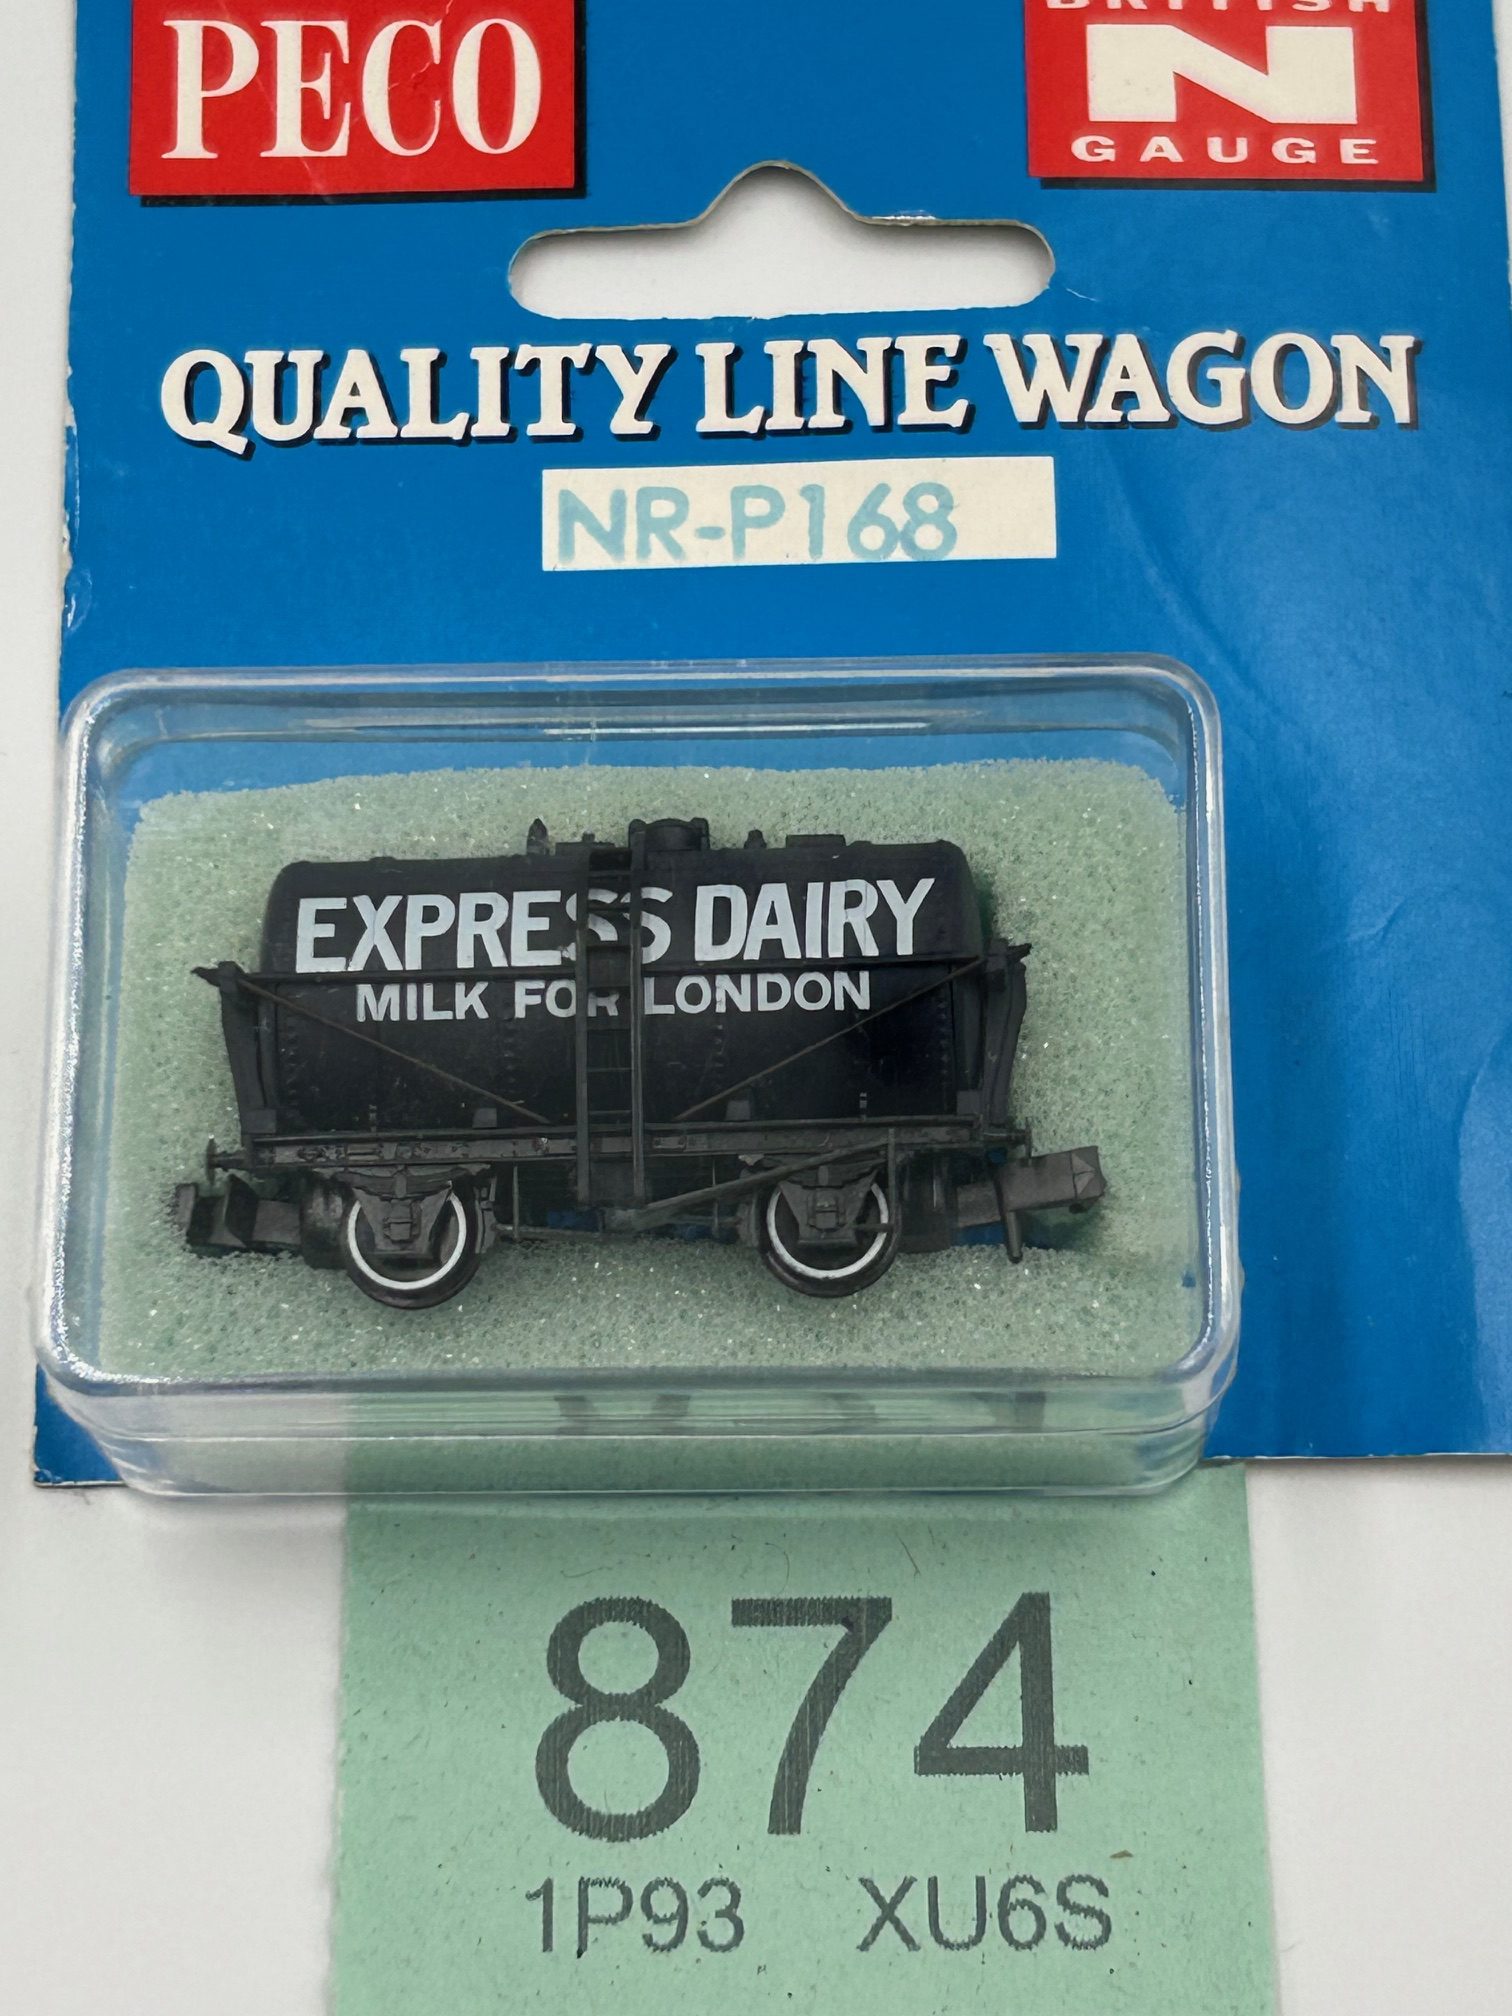 PECO
BRITISH
N
GAUGE
QUALITY LINE WAGON
NR-P168
EXPRESS DAIRY
MILK FOR LONDON
874
1P93 XU6S